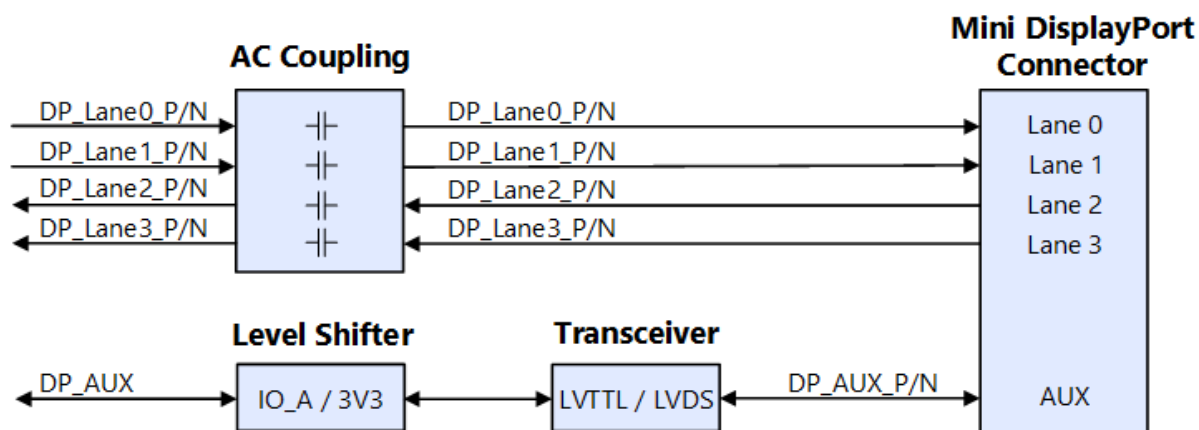 Mini DisplayPort
Connector
AC Coupling
DP_Lane0_P/N
DP_Lane0_P/N
Lane 0
DP_Lane1_P/N
DP_Lane1_P/N
Lane 1
DP_Lane2_P/N
DP_Lane2_P/N
Lane 2
DP_Lane3_P/N
DP_Lane3_P/N
Lane 3
Level Shifter
Transceiver
DP_AUX
IO_A / 3V3
LVTTL / LVDS
DP_AUX_P/N
AUX